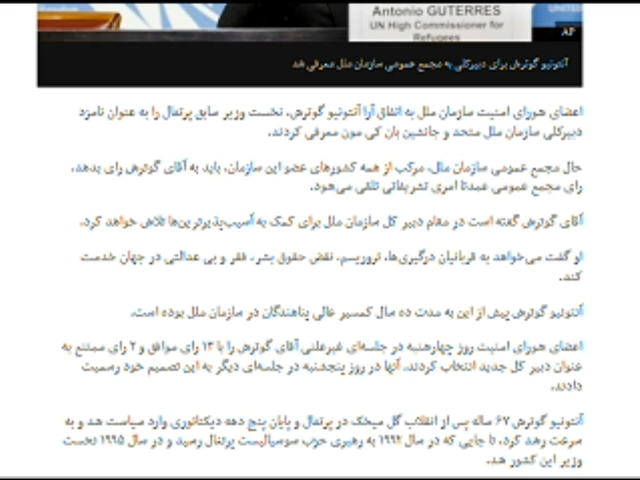 Antonio GUTERRES
UN High Commissioner for
Refugees
AP
آنتونیو گوترش برای دبیرکلی به مجمع عمومی سازمان ملل معرفی شد
اعضای شورای امنیت سازمان ملل به اتفاق آرا آنتونیو گوترش، نخست وزیر سابق پرتغال را به عنوان نامزد
دبیرکلی سازمان ملل متحد و جانشین بان کی مون معرفی کردند.
حال مجمع عمومی سازمان ملل، مرکب از همه کشورهای عضو این سازمان، باید به آقای گوترش رای بدهد.
رای مجمع عمومی عمدتا امری تشریفاتی تلقی می‌شود.
آقای گوترش گفته است در مقام دبیر کل سازمان ملل برای کمک به آسیب‌پذیرترین‌ها تلاش خواهد کرد.
او گفت می‌خواهد به قربانیان درگیری‌ها، تروریسم، نقض حقوق بشر، فقر و بی عدالتی در جهان خدمت
کند.
آنتونیو گوترش پیش از این به مدت ده سال کمسیر عالی پناهندگان در سازمان ملل بوده است.
اعضای شورای امنیت روز چهارشنبه در جلسه‌ای غیرعلنی آقای گوترش را با ۱۳ رای موافق و ۲ رای ممتنع به
عنوان دبیر کل جدید انتخاب کردند. آنها در روز پنجشنبه در جلسه‌ای دیگر به این تصمیم خود رسمیت
دادند.
آنتونیو گوترش ۶۷ ساله پس از انقلاب گل میخک در پرتغال و پایان پنج دهه دیکتاتوری وارد سیاست شد و به
سرعت رشد کرد، تا جایی که در سال ۱۹۹۲ به رهبری حزب سوسیالیست پرتغال رسید و در سال ۱۹۹۵ نخست
وزیر این کشور شد.